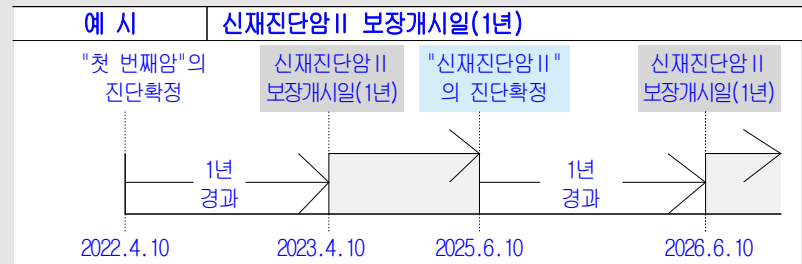 예 시
신재진단암Ⅱ 보장개시일(1년)
"첫 번째암"의
진단확정
신재진단암Ⅱ
보장개시일(1년)
"신재진단암Ⅱ"
의 진단확정
신재진단암Ⅱ
보장개시일(1년)
1년
경과
1년
경과
2022.4.10
2023.4.10
2025.6.10
2026.6.10